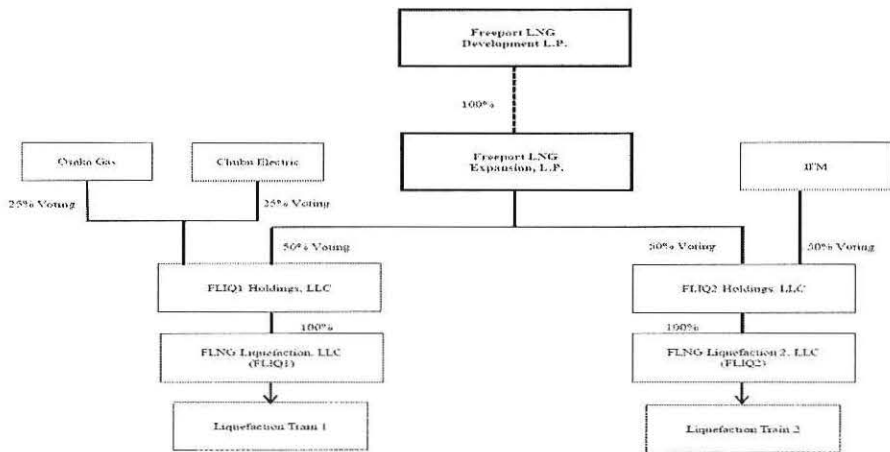 Freeport LNG
Development L.P.
100%
Osaka Gas
Chubu Electric
Freeport LNG
Expansion, L.P.
IFM
25% Voting
25% Voting
50% Voting
50% Voting
50% Voting
FLIQ1 Holdings, LLC
FLIQ2 Holdings, LLC
100%
100%
FLNG Liquefaction, LLC
(FLIQ1)
FLNG Liquefaction 2, LLC
(FLIQ2)
Liquefaction Train 1
Liquefaction Train 2